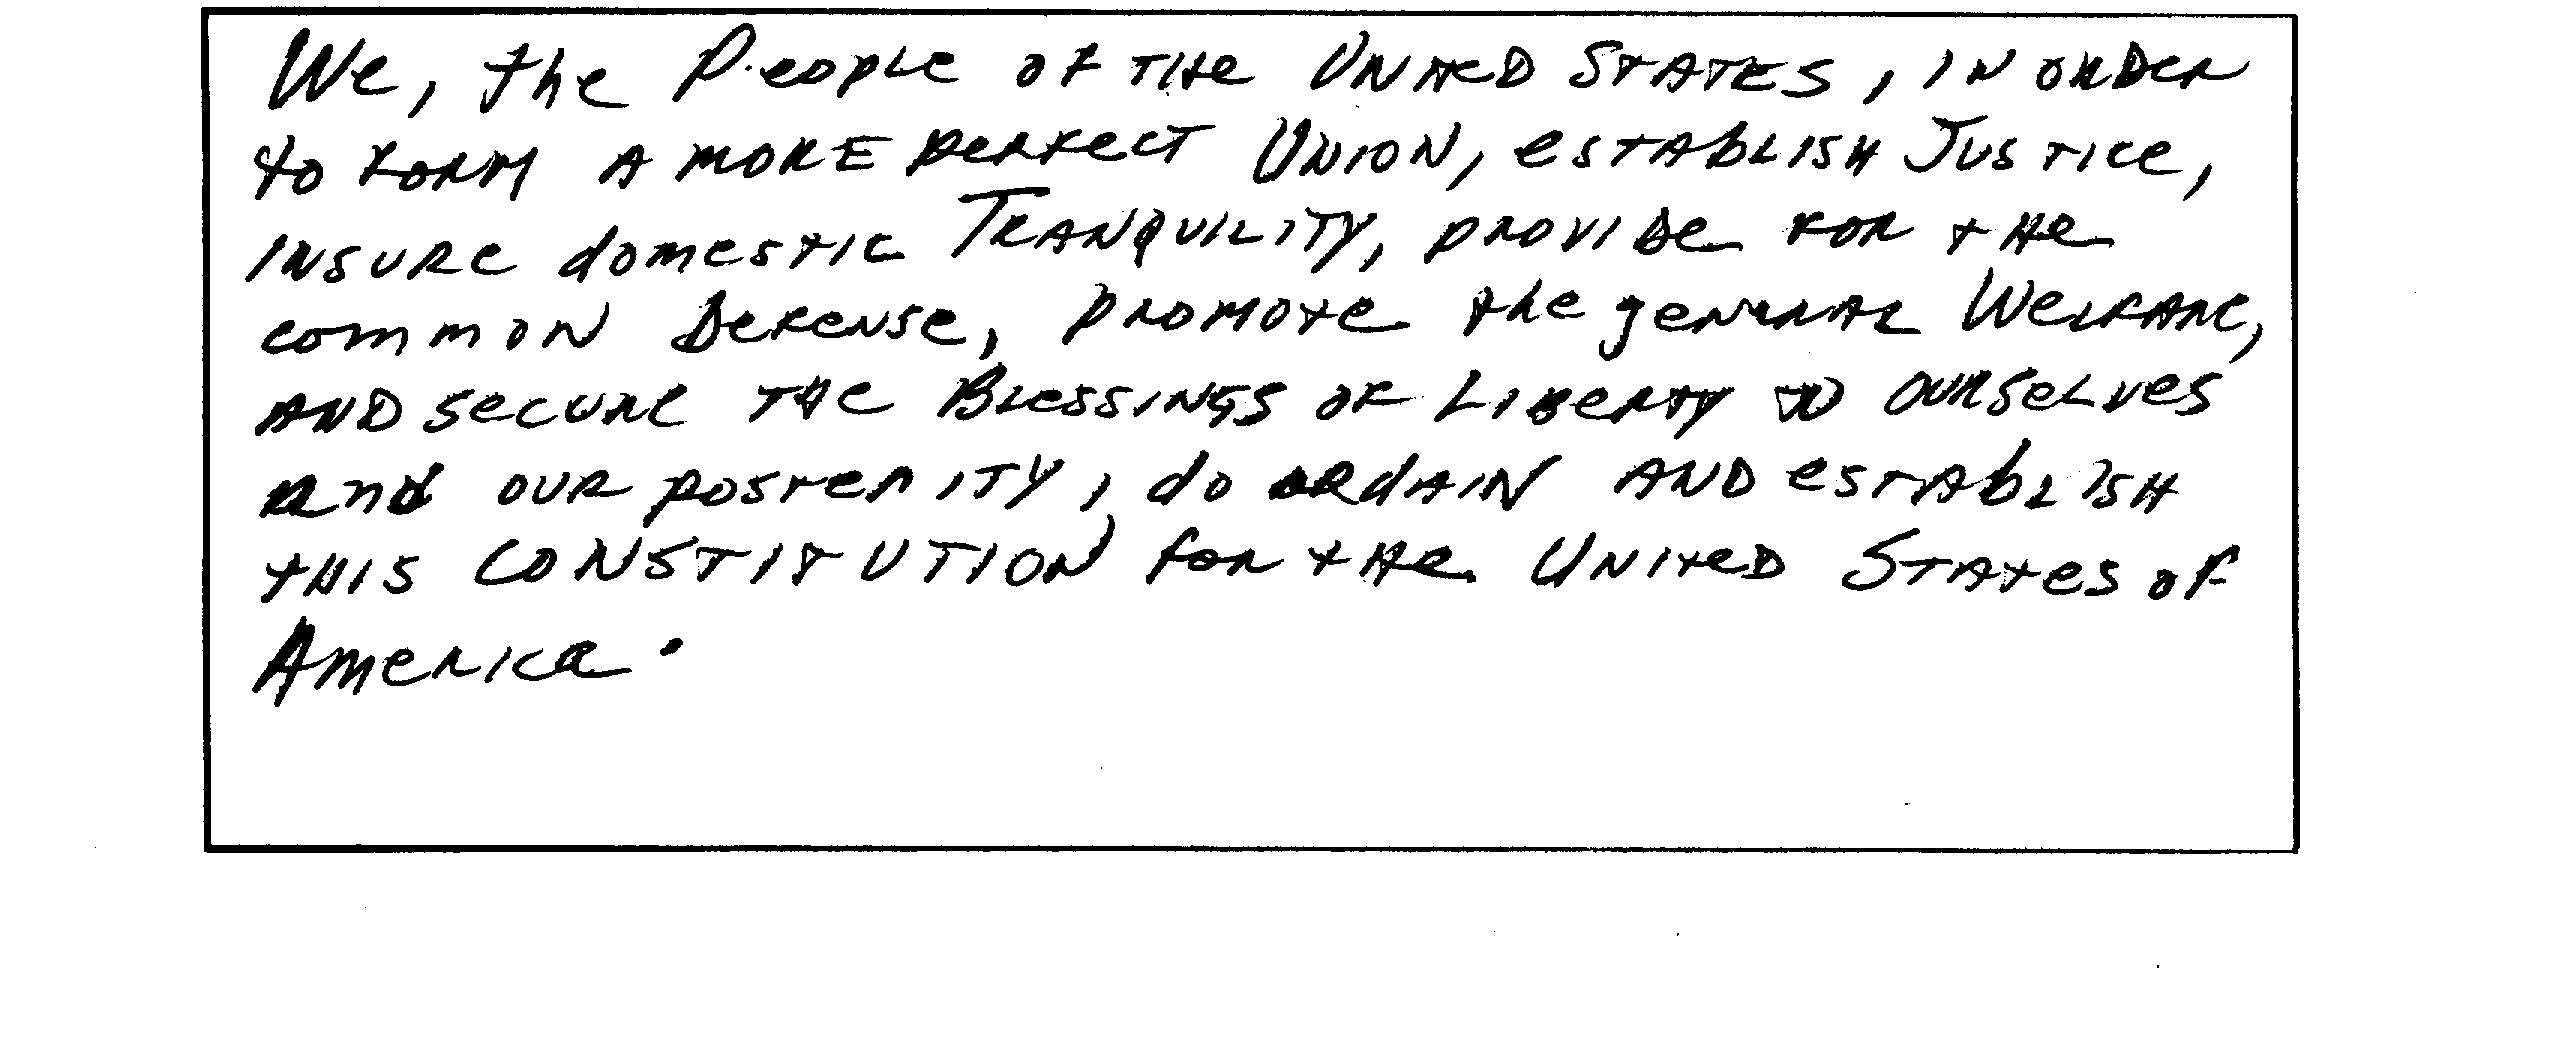 We, the People of the United States, in order
to form a more perfect Union, establish Justice,
insure domestic Tranquility, provide for the
common Defense, promote the general Welfare,
and secure the Blessings of Liberty to ourselves
and our posterity, do ordain and establish
this CONSTITUTION for the United States of
America.